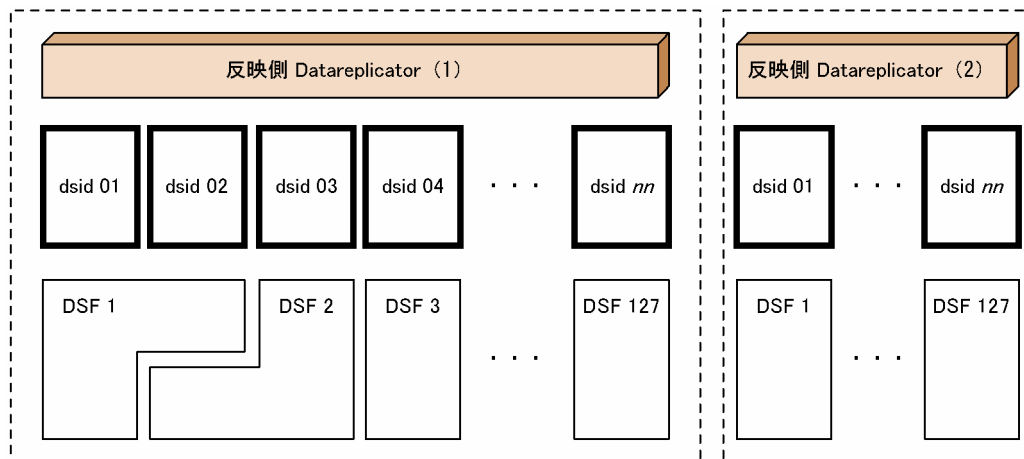 反映側 Datareplicator（1）
dsid 01
dsid 02
dsid 03
dsid 04
・・・
dsid nn
DSF 1
DSF 2
DSF 3
・・・
DSF 127
反映側 Datareplicator（2）
dsid 01
・・・
dsid nn
DSF 1
・・・
DSF 127